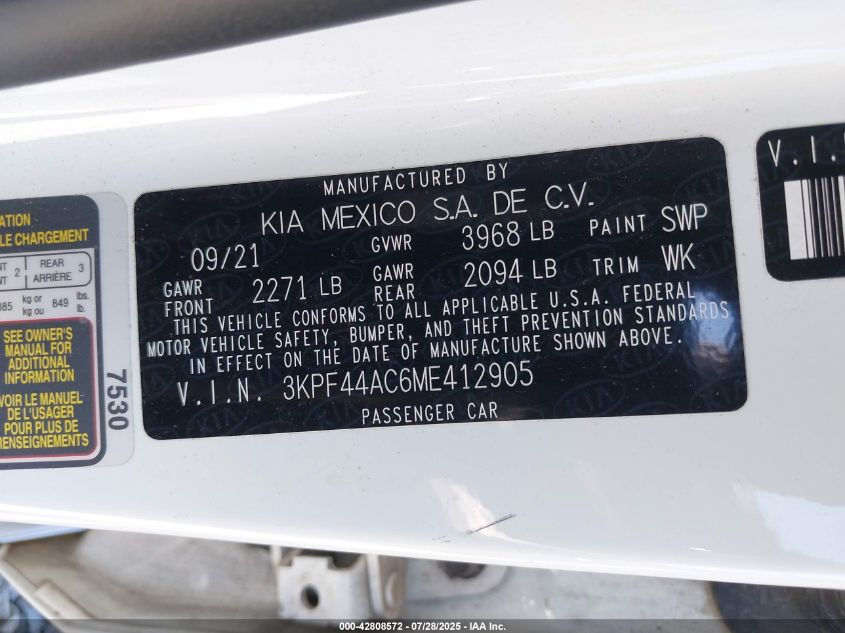 MANUFACTURED BY
KIA MEXICO S.A. DE C.V.
09/21 GVWR 3968 LB PAINT SWP
GAWR FRONT 2271 LB GAWR REAR 2094 LB TRIM WK
THIS VEHICLE CONFORMS TO ALL APPLICABLE U.S.A. FEDERAL
MOTOR VEHICLE SAFETY, BUMPER, AND THEFT PREVENTION STANDARDS
IN EFFECT ON THE DATE OF MANUFACTURE SHOWN ABOVE.
V.I.N. 3KPF44AC6ME412905
PASSENGER CAR
CHARGEMENT
2 REAR ARRIÈRE 3
kg or kg ou 849 lbs. lb.
SEE OWNER'S
MANUAL FOR
ADDITIONAL
INFORMATION
VOIR LE MANUEL
DE L'USAGER
POUR PLUS DE
RENSEIGNEMENTS
7530
V.I.
000-42808572 / 07/28/2025 - IAA Inc.